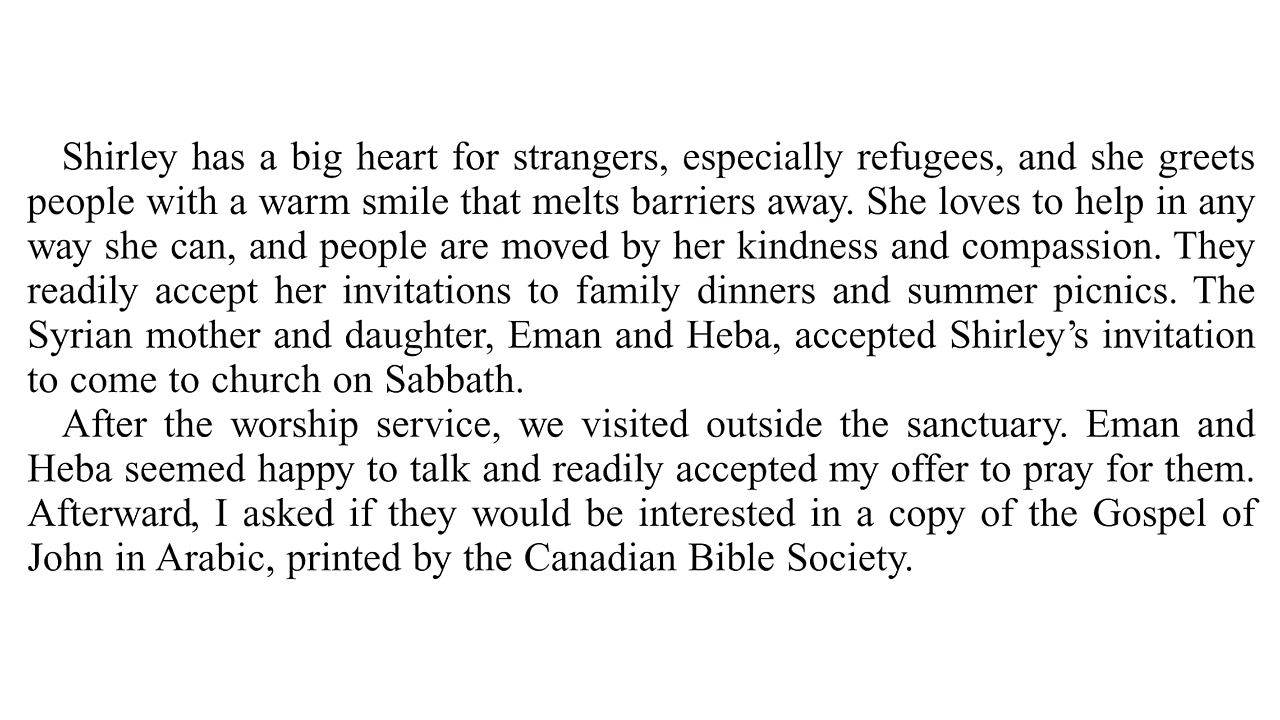 Shirley has a big heart for strangers, especially refugees, and she greets
people with a warm smile that melts barriers away. She loves to help in any
way she can, and people are moved by her kindness and compassion. They
readily accept her invitations to family dinners and summer picnics. The
Syrian mother and daughter, Eman and Heba, accepted Shirley’s invitation
to come to church on Sabbath.
After the worship service, we visited outside the sanctuary. Eman and
Heba seemed happy to talk and readily accepted my offer to pray for them.
Afterward, I asked if they would be interested in a copy of the Gospel of
John in Arabic, printed by the Canadian Bible Society.